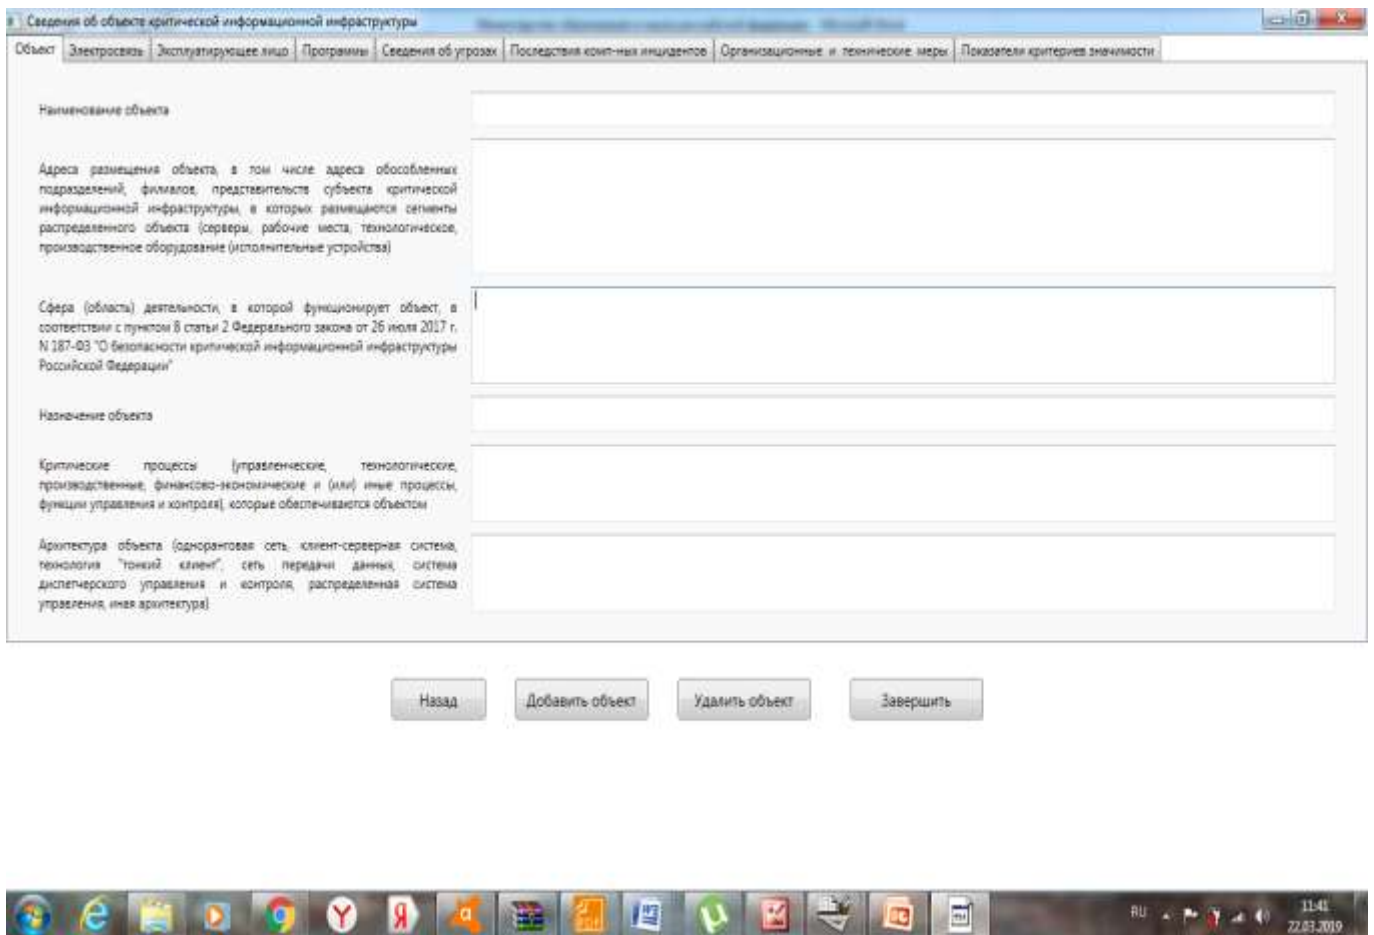 Сведения об объекте критической информационной инфраструктуры
Объект Электросвязь Эксплуатирующее лицо Программы Сведения об угрозах Последствия комп-ных инцидентов Организационные и технические меры Показатели критериев значимости
Наименование объекта
Адреса размещения объекта, в том числе адреса обособленных
подразделений, филиалов, представительств субъекта критической
информационной инфраструктуры, в которых размещаются сегменты
распределенного объекта (серверы, рабочие места, технологическое,
производственное оборудование (исполнительные устройства)
Сфера (область) деятельности, в которой функционирует объект, в
соответствии с пунктом 8 статьи 2 Федерального закона от 26 июля 2017 г.
N 187-ФЗ "О безопасности критической информационной инфраструктуры
Российской Федерации"
Назначение объекта
Критические процессы (управленческие, технологические,
производственные, финансово-экономические и (или) иные процессы,
функции управления и контроля), которые обеспечиваются объектом
Архитектура объекта (одноранговая сеть, клиент-серверная система,
технология "тонкий клиент", сеть передачи данных, система
диспетчерского управления и контроля, распределенная система
управления, иная архитектура)
Назад Добавить объект Удалить объект Завершить
RU 11:41
22.03.2019